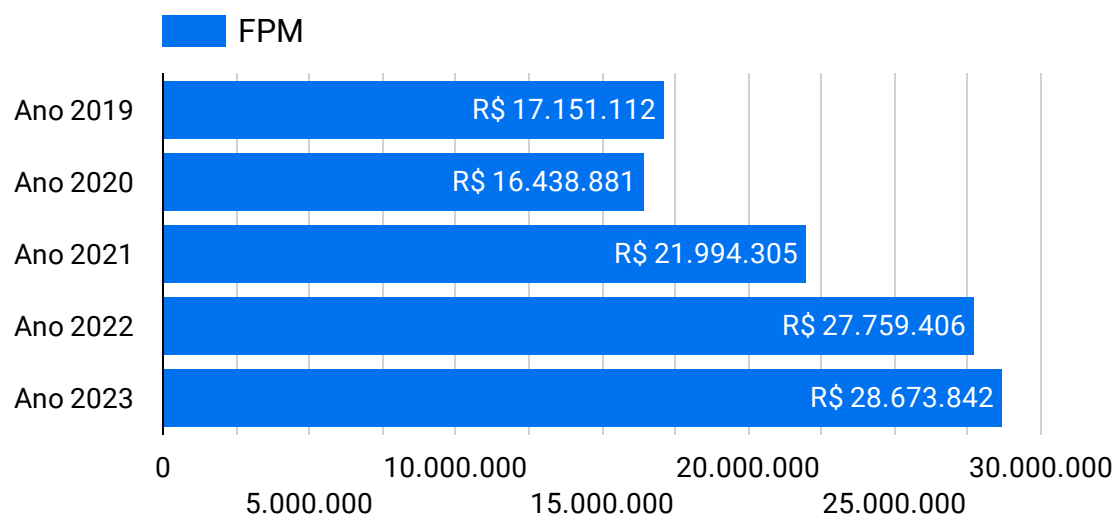 FPM
Ano 2019
R$ 17.151.112
Ano 2020
R$ 16.438.881
Ano 2021
R$ 21.994.305
Ano 2022
R$ 27.759.406
Ano 2023
R$ 28.673.842
0
10.000.000
20.000.000
30.000.000
5.000.000
15.000.000
25.000.000